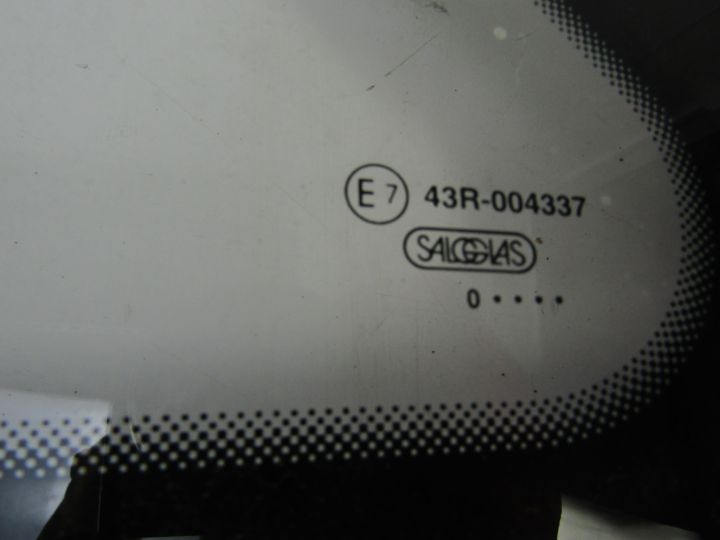 E 7 43R-004337
SALGGLAS
0 • • • •